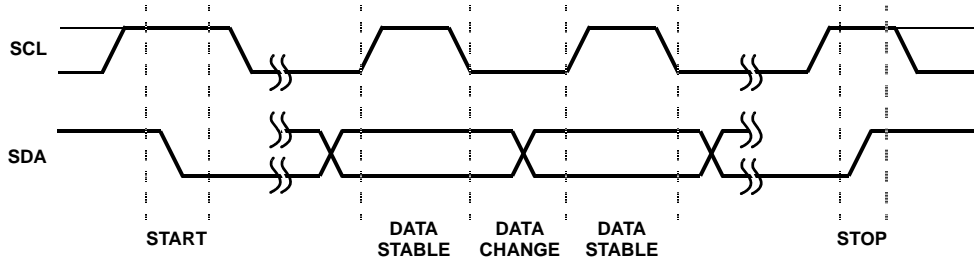 SCL
SDA
START
DATA
STABLE
DATA
CHANGE
DATA
STABLE
STOP